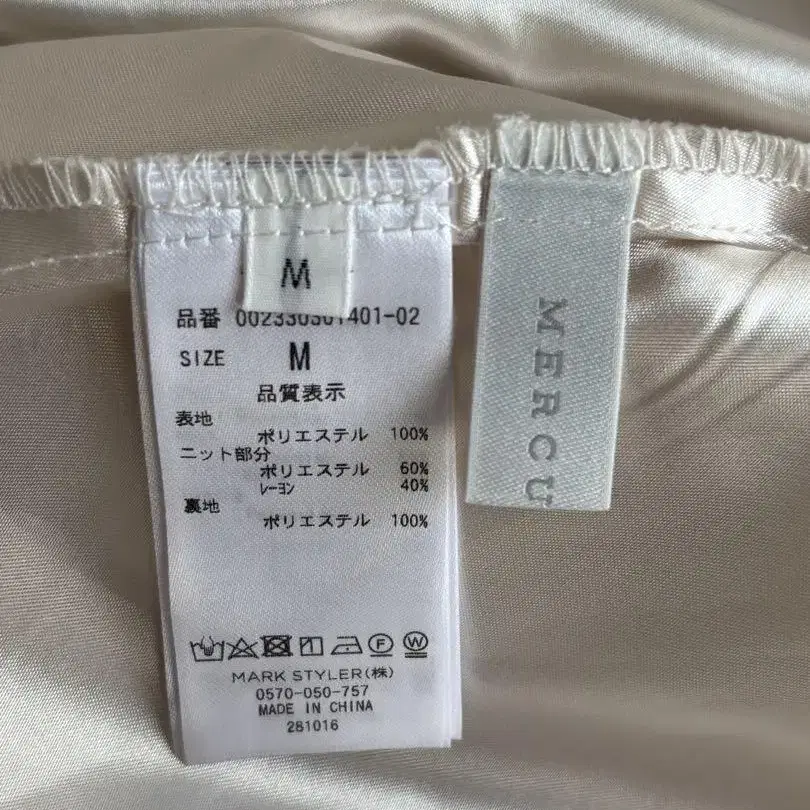 M
品番 002330301401-02
SIZE M
品質表示
表地
ポリエステル 100%
ニット部分
ポリエステル 60%
レーヨン 40%
裏地
ポリエステル 100%
MARK STYLER(株)
0570-050-757
MADE IN CHINA
281016
MERCU